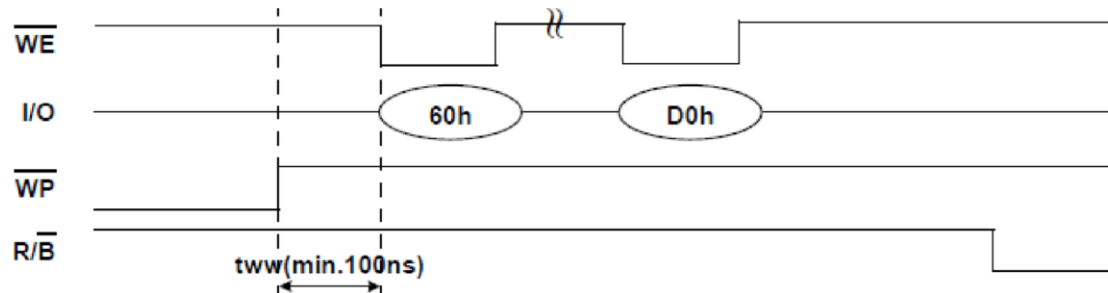 WE
I/O
60h
D0h
WP
R/B
tww(min.100ns)